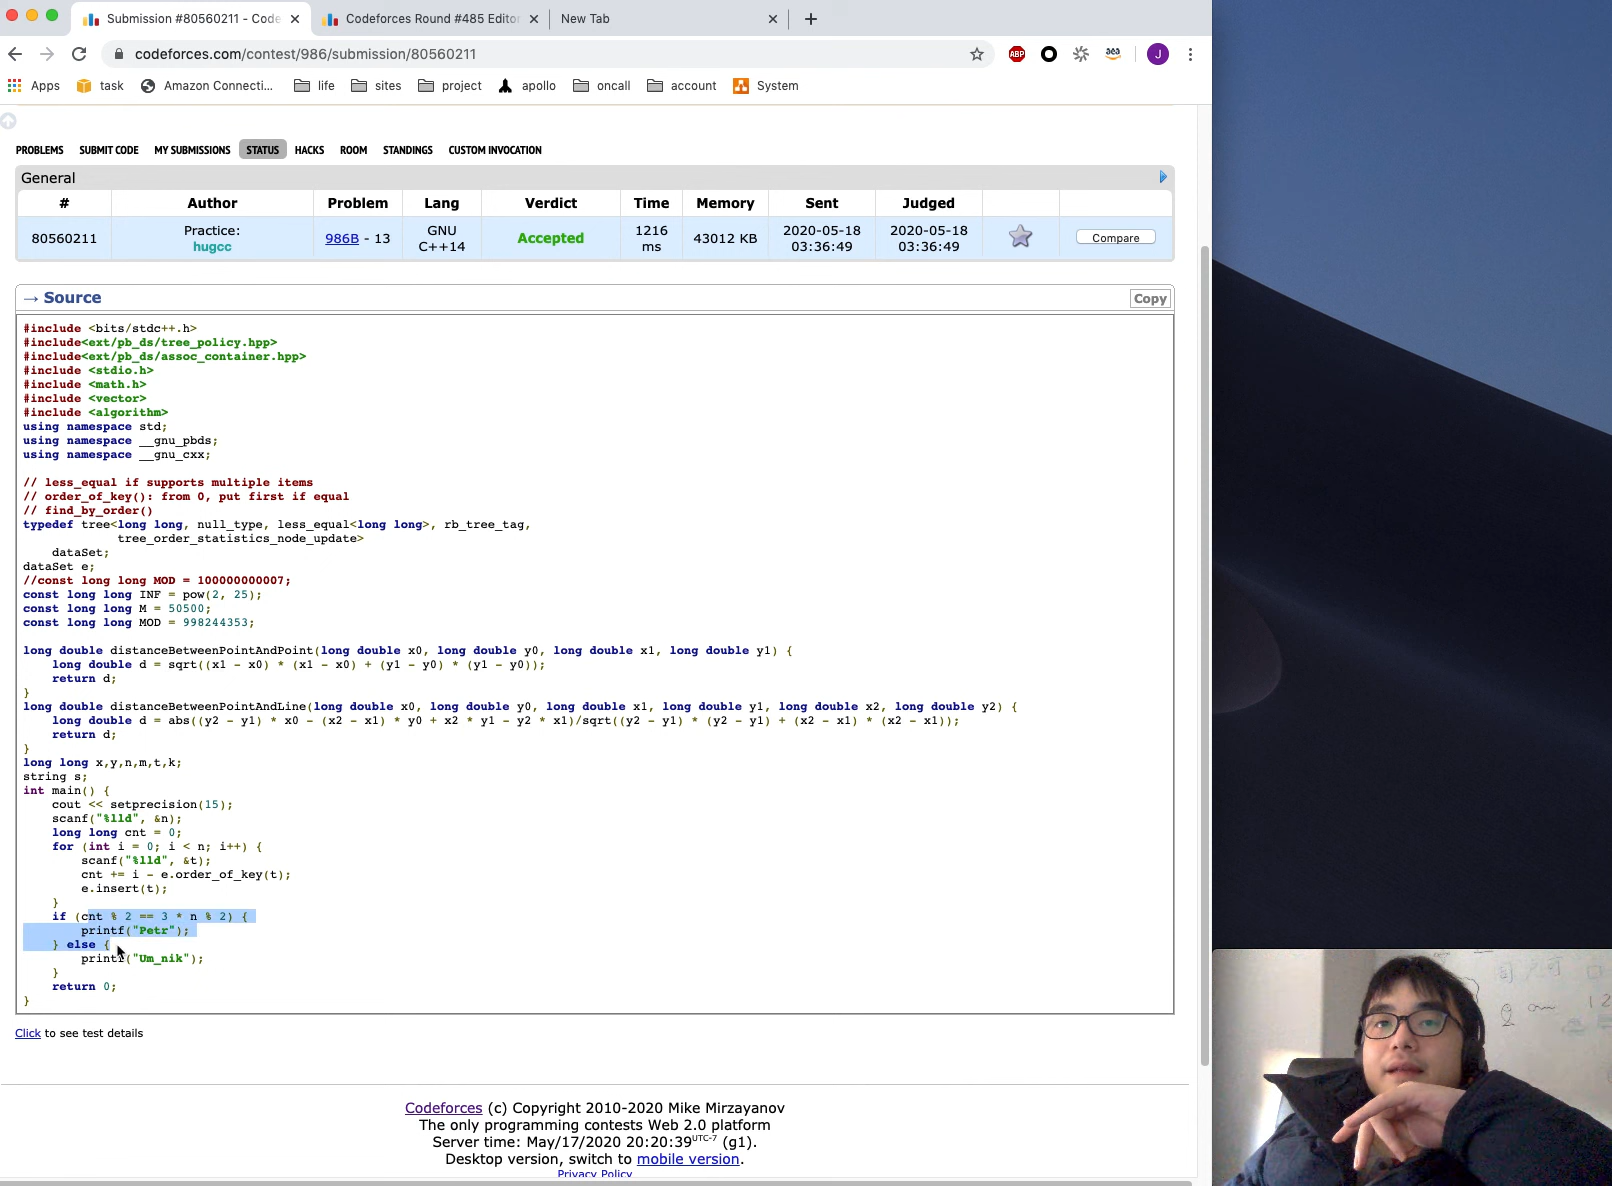 Submission #80560211 - Code
Codeforces Round #485 Editor
New Tab
codeforces.com/contest/986/submission/80560211
ABP
J
Apps
task
Amazon Connecti...
life
sites
project
apollo
oncall
account
System
PROBLEMS SUBMIT CODE MY SUBMISSIONS STATUS HACKS ROOM STANDINGS CUSTOM INVOCATION
General
# Author Problem Lang Verdict Time Memory Sent Judged
80560211 Practice: hugcc 986B - 13 GNU C++14 Accepted 1216 ms 43012 KB 2020-05-18 03:36:49 2020-05-18 03:36:49 Compare
→ Source
Copy
#include <bits/stdc++.h>
#include<ext/pb_ds/tree_policy.hpp>
#include<ext/pb_ds/assoc_container.hpp>
#include <stdio.h>
#include <math.h>
#include <vector>
#include <algorithm>
using namespace std;
using namespace __gnu_pbds;
using namespace __gnu_cxx;
// less_equal if supports multiple items
// order_of_key(): from 0, put first if equal
// find_by_order()
typedef tree<long long, null_type, less_equal<long long>, rb_tree_tag,
tree_order_statistics_node_update>
dataSet;
dataSet e;
//const long long MOD = 100000000007;
const long long INF = pow(2, 25);
const long long M = 50500;
const long long MOD = 998244353;
long double distanceBetweenPointAndPoint(long double x0, long double y0, long double x1, long double y1) {
long double d = sqrt((x1 - x0) * (x1 - x0) + (y1 - y0) * (y1 - y0));
return d;
}
long double distanceBetweenPointAndLine(long double x0, long double y0, long double x1, long double y1, long double x2, long double y2) {
long double d = abs((y2 - y1) * x0 - (x2 - x1) * y0 + x2 * y1 - y2 * x1)/sqrt((y2 - y1) * (y2 - y1) + (x2 - x1) * (x2 - x1));
return d;
}
long long x,y,n,m,t,k;
string s;
int main() {
cout << setprecision(15);
scanf("%lld", &n);
long long cnt = 0;
for (int i = 0; i < n; i++) {
scanf("%lld", &t);
cnt += i - e.order_of_key(t);
e.insert(t);
}
if (cnt % 2 == 3 * n % 2) {
printf("Petr");
} else {
printf("Um_nik");
}
return 0;
}
Click to see test details
Codeforces (c) Copyright 2010-2020 Mike Mirzayanov
The only programming contests Web 2.0 platform
Server time: May/17/2020 20:20:39UTC-7 (g1).
Desktop version, switch to mobile version.
Privacy Policy